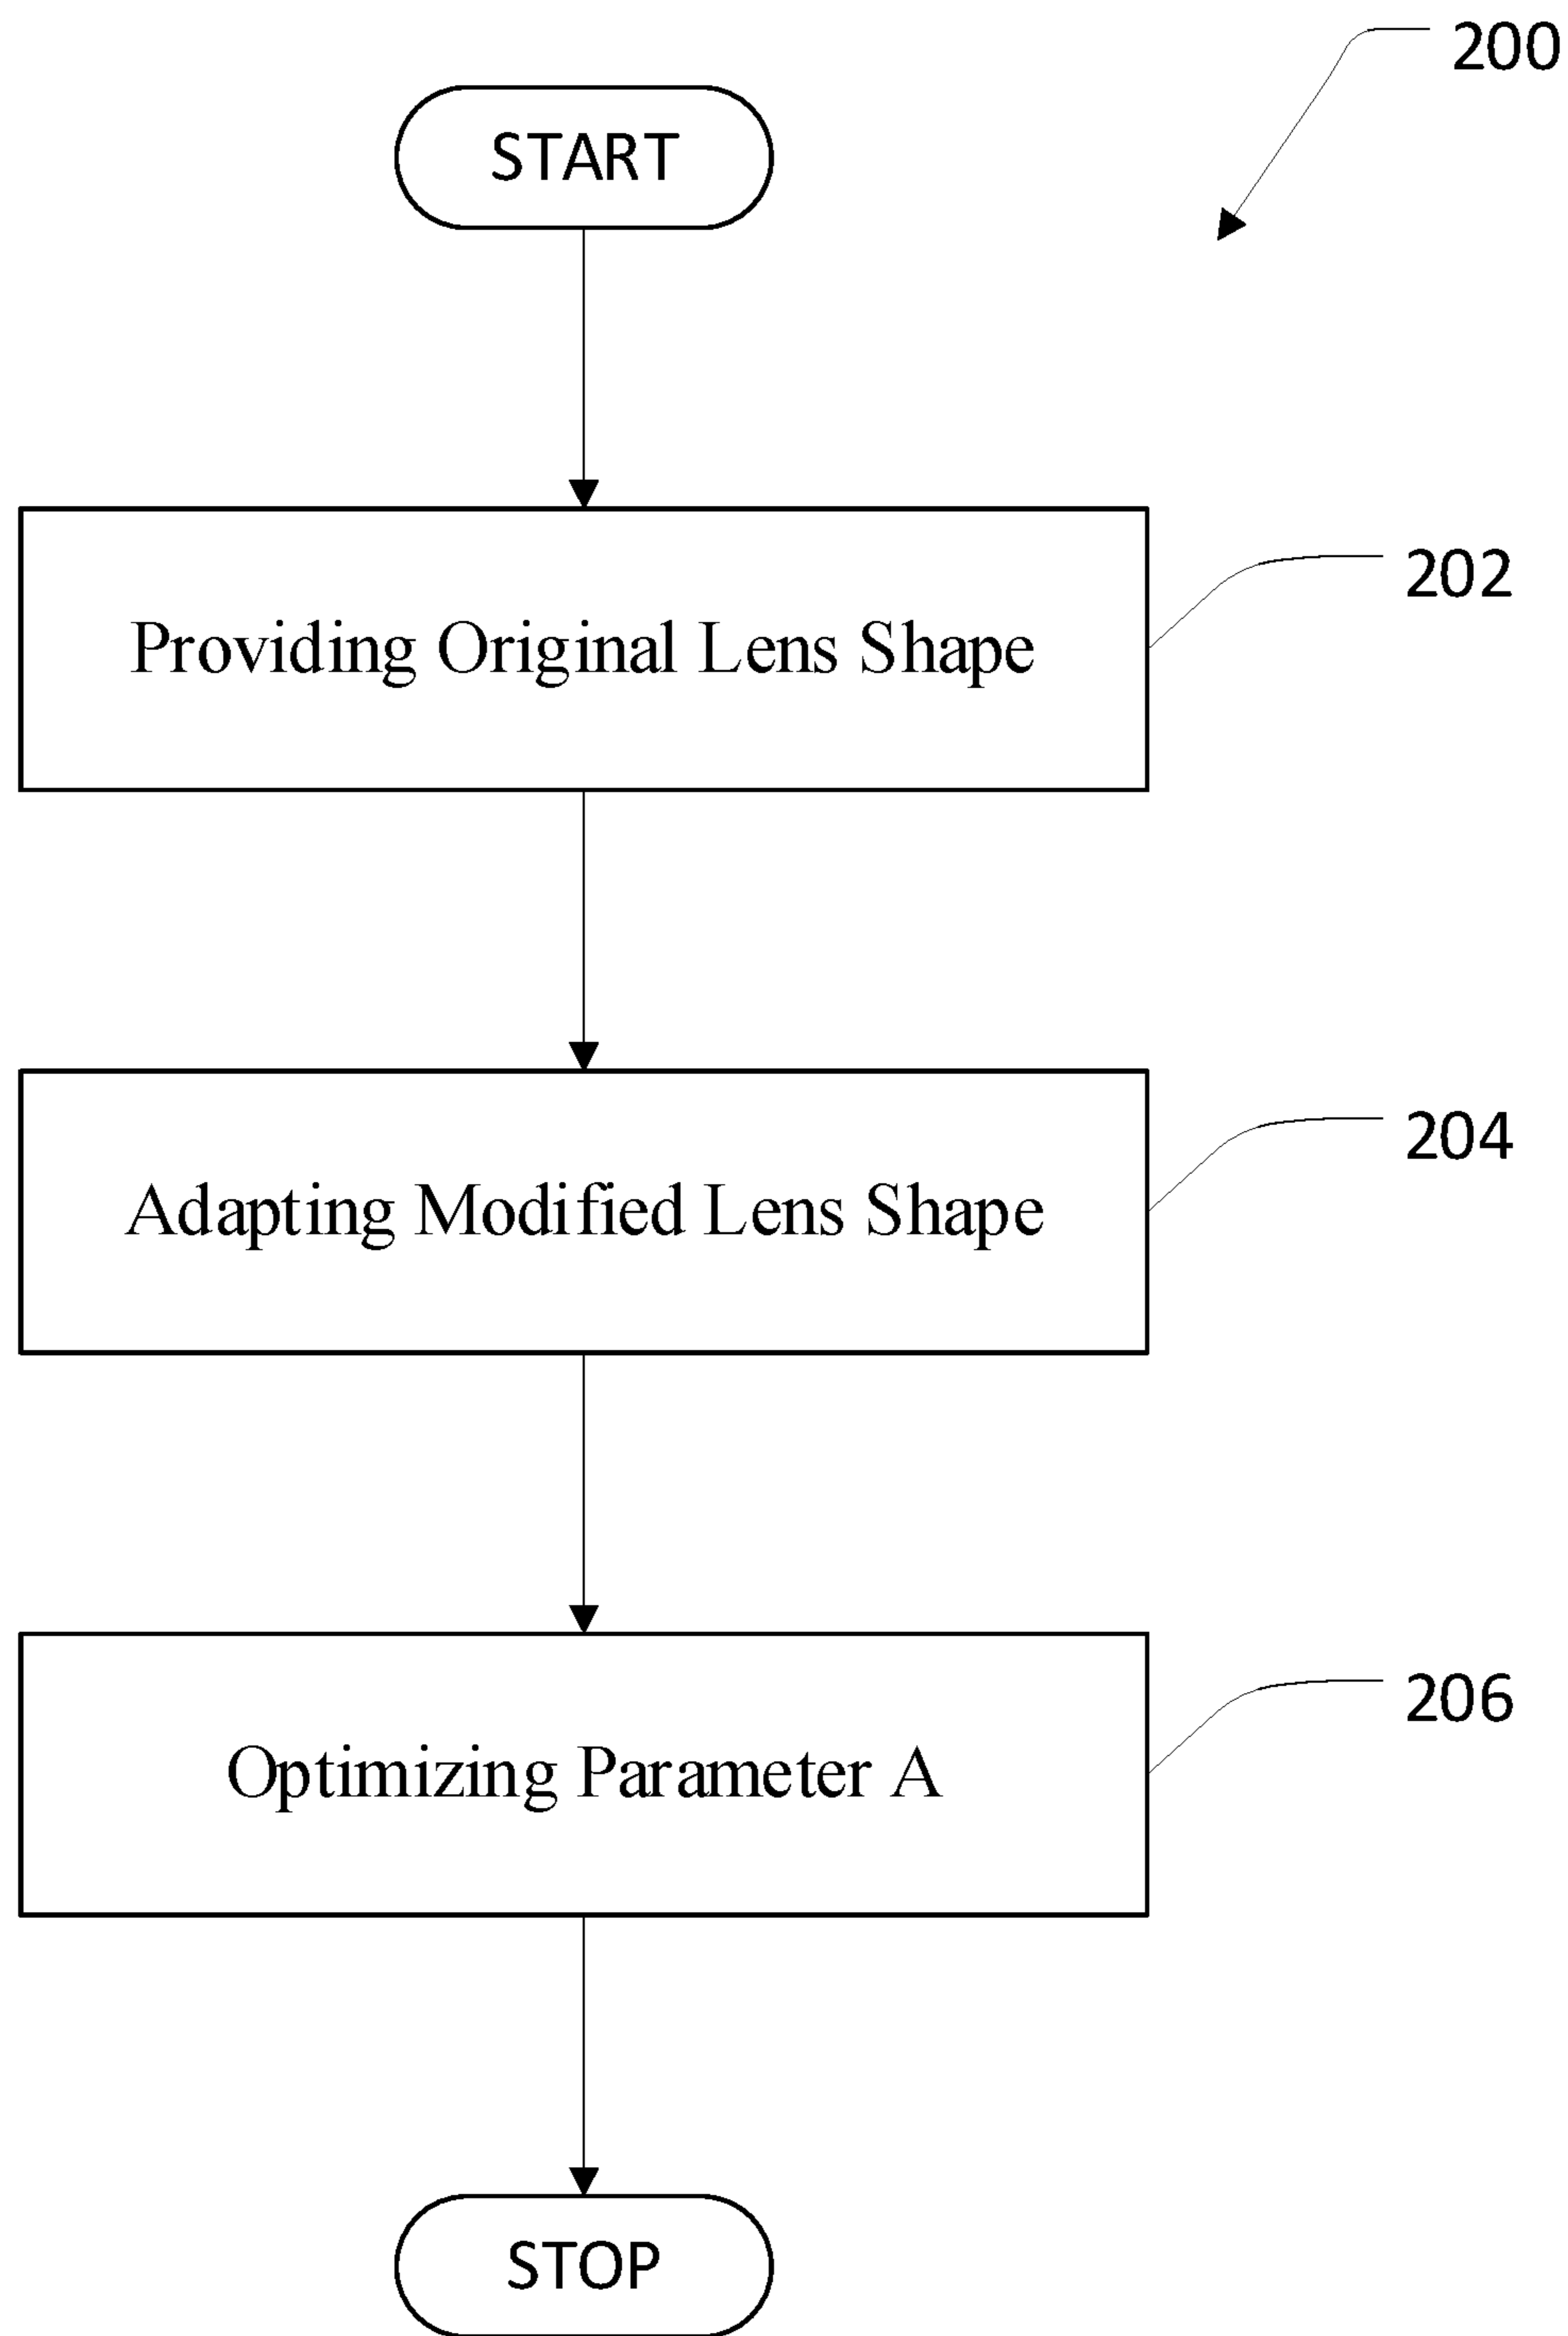 200
START
Providing Original Lens Shape
202
Adapting Modified Lens Shape
204
Optimizing Parameter A
206
STOP